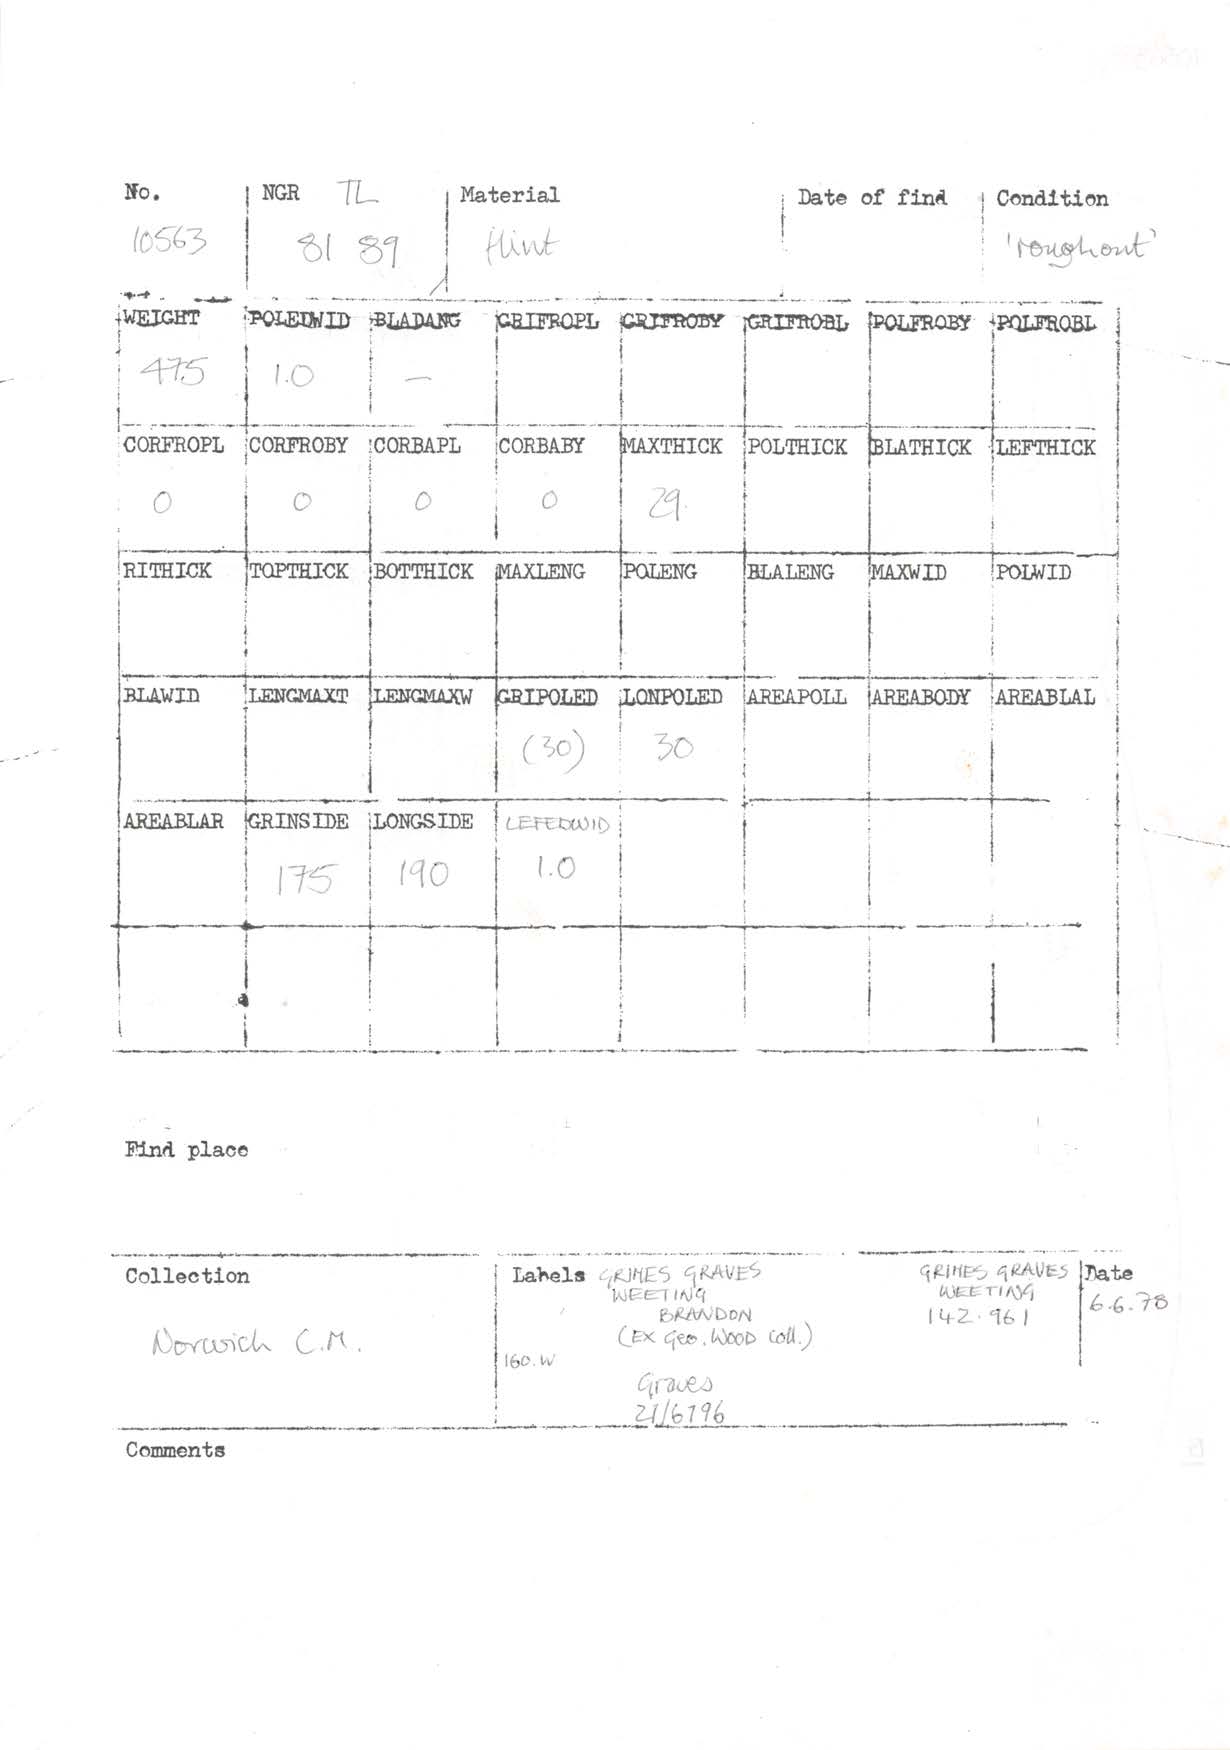 No. NGR TL Material Date of find Condition
10563 81 89 flint 'roughout'
WEIGHT POLEDWID BLADANG GRIFROPL GRIFROBY GRIFROBL POLFROBY POLFROBL
475 1.0 —
CORFROPL CORFROBY CORBAPL CORBABY MAXTHICK POLTHICK BLATHICK LEFTHICK
0 0 0 0 29
RITHICK TOPTHICK BOTTHICK MAXLENG POLENG BLALENG MAXWID POLWID
BLAWID LENGMAXT LENGMAXW GRIPOLED LONPOLED AREAPOLL AREABODY AREABLAL
(30) 30
AREABLAR GRINSIDE LONGSIDE LEFEDWID
175 190 1.0
Find place
Collection Labels GRIMES GRAVES GRIMES GRAVES Date
WEETING WEETING 6.6.78
BRANDON 142.961
Norwich C.M. (EX Geo. WOOD Coll.)
160.W
Graves
21/6196
Comments